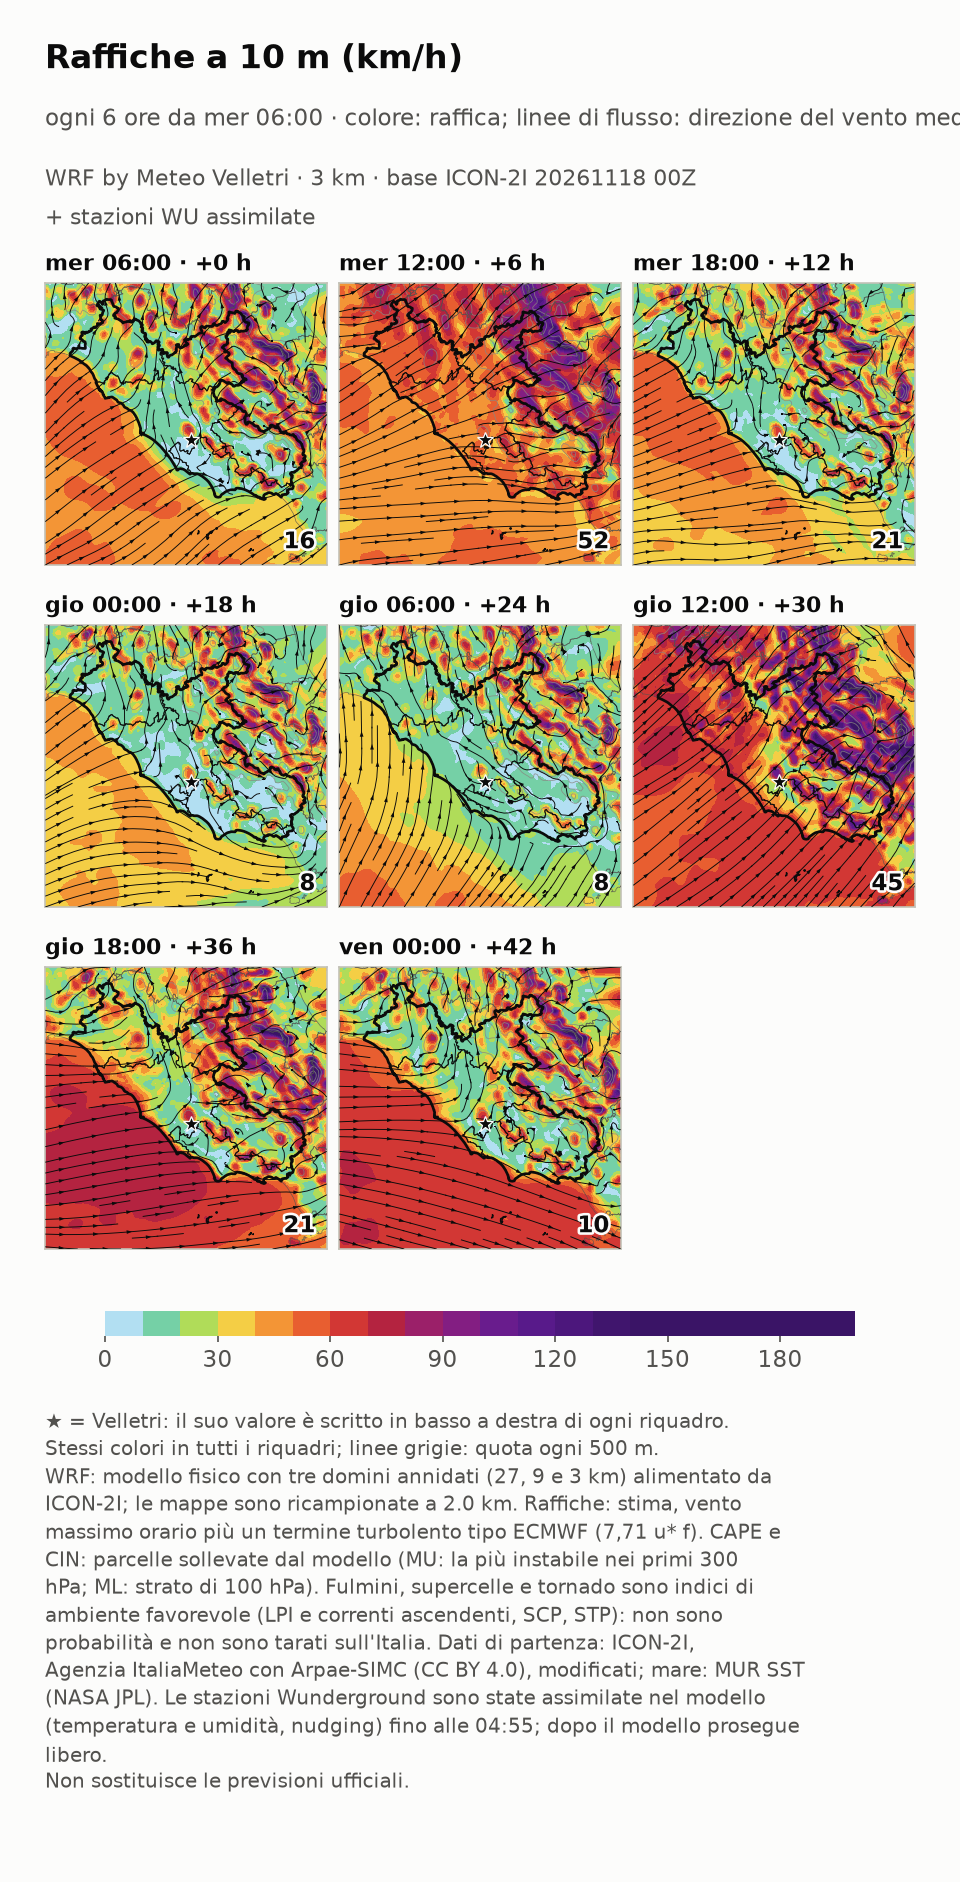 Raffiche a 10 m (km/h)
ogni 6 ore da mer 06:00 · colore: raffica; linee di flusso: direzione del vento med
WRF by Meteo Velletri · 3 km · base ICON-2I 20261118 00Z
+ stazioni WU assimilate
mer 06:00 · +0 h
mer 12:00 · +6 h
mer 18:00 · +12 h
16
52
21
gio 00:00 · +18 h
gio 06:00 · +24 h
gio 12:00 · +30 h
8
8
45
gio 18:00 · +36 h
ven 00:00 · +42 h
21
10
0 30 60 90 120 150 180
★ = Velletri: il suo valore è scritto in basso a destra di ogni riquadro.
Stessi colori in tutti i riquadri; linee grigie: quota ogni 500 m.
WRF: modello fisico con tre domini annidati (27, 9 e 3 km) alimentato da
ICON-2I; le mappe sono ricampionate a 2.0 km. Raffiche: stima, vento
massimo orario più un termine turbolento tipo ECMWF (7,71 u* f). CAPE e
CIN: parcelle sollevate dal modello (MU: la più instabile nei primi 300
hPa; ML: strato di 100 hPa). Fulmini, supercelle e tornado sono indici di
ambiente favorevole (LPI e correnti ascendenti, SCP, STP): non sono
probabilità e non sono tarati sull'Italia. Dati di partenza: ICON-2I,
Agenzia ItaliaMeteo con Arpae-SIMC (CC BY 4.0), modificati; mare: MUR SST
(NASA JPL). Le stazioni Wunderground sono state assimilate nel modello
(temperatura e umidità, nudging) fino alle 04:55; dopo il modello prosegue
libero.
Non sostituisce le previsioni ufficiali.